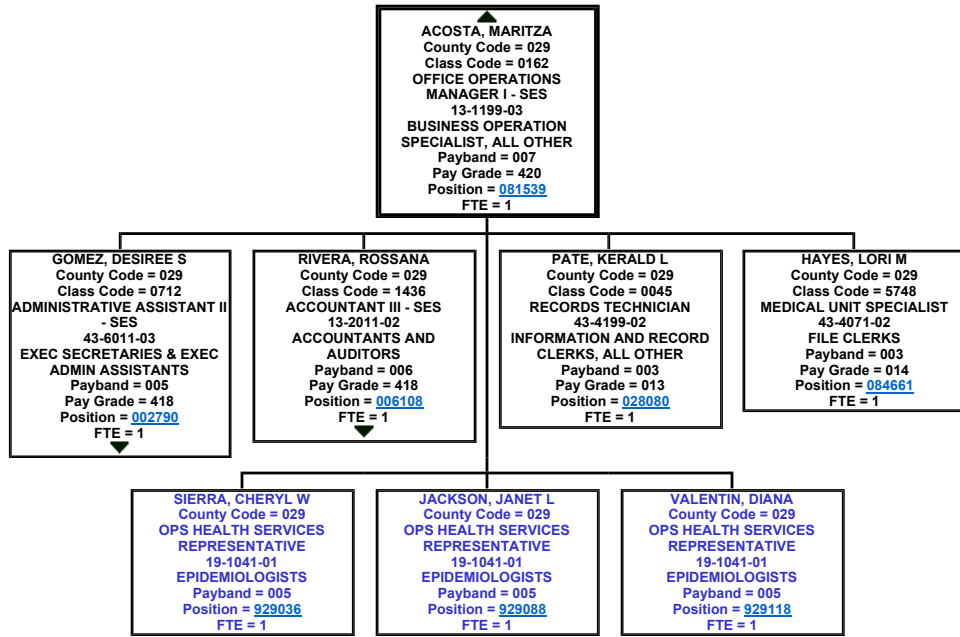 ACOSTA, MARITZA
County Code = 029
Class Code = 0162
OFFICE OPERATIONS
MANAGER I - SES
13-1199-03
BUSINESS OPERATION
SPECIALIST, ALL OTHER
Payband = 007
Pay Grade = 420
Position = 081539
FTE = 1
GOMEZ, DESIREE S
County Code = 029
Class Code = 0712
ADMINISTRATIVE ASSISTANT II
- SES
43-6011-03
EXEC SECRETARIES & EXEC
ADMIN ASSISTANTS
Payband = 005
Pay Grade = 418
Position = 002790
FTE = 1
RIVERA, ROSSANA
County Code = 029
Class Code = 1436
ACCOUNTANT III - SES
13-2011-02
ACCOUNTANTS AND
AUDITORS
Payband = 006
Pay Grade = 418
Position = 006108
FTE = 1
PATE, KERALD L
County Code = 029
Class Code = 0045
RECORDS TECHNICIAN
43-4199-02
INFORMATION AND RECORD
CLERKS, ALL OTHER
Payband = 003
Pay Grade = 013
Position = 028080
FTE = 1
HAYES, LORI M
County Code = 029
Class Code = 5748
MEDICAL UNIT SPECIALIST
43-4071-02
FILE CLERKS
Payband = 003
Pay Grade = 014
Position = 084661
FTE = 1
SIERRA, CHERYL W
County Code = 029
OPS HEALTH SERVICES
REPRESENTATIVE
19-1041-01
EPIDEMIOLOGISTS
Payband = 005
Position = 929036
FTE = 1
JACKSON, JANET L
County Code = 029
OPS HEALTH SERVICES
REPRESENTATIVE
19-1041-01
EPIDEMIOLOGISTS
Payband = 005
Position = 929088
FTE = 1
VALENTIN, DIANA
County Code = 029
OPS HEALTH SERVICES
REPRESENTATIVE
19-1041-01
EPIDEMIOLOGISTS
Payband = 005
Position = 929118
FTE = 1